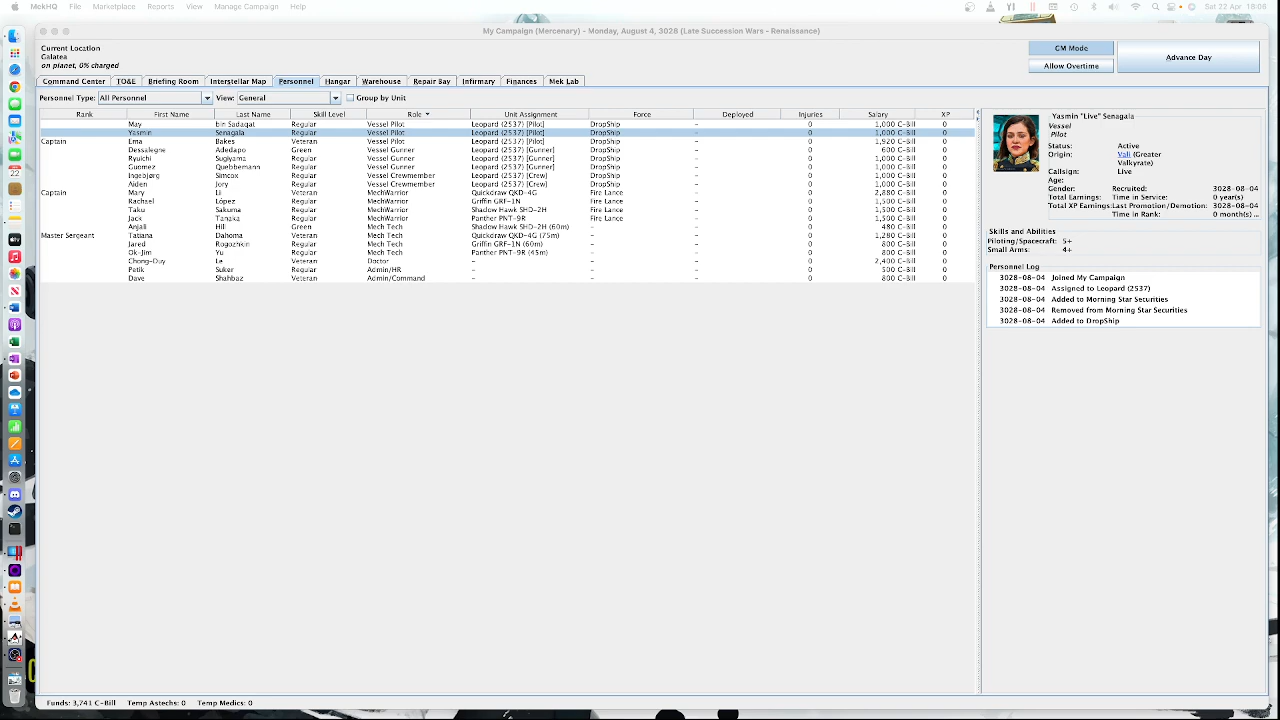 MekHQ File Marketplace Reports View Manage Campaign Help Sat 22 Apr 18:08
My Campaign (Mercenary) - Monday, August 4, 3028 (Late Succession Wars - Renaissance)
Current Location
Galatea
on planet, 0% charged
GM Mode
Allow Overtime
Advance Day
Command Center TO&E Briefing Room Interstellar Map Personnel Hangar Warehouse Repair Bay Infirmary Finances Mek Lab
Personnel Type: All Personnel View: General Group by Unit
Rank First Name Last Name Skill Level Role Unit Assignment Force Deployed Injuries Salary XP
May bin Sadaqat Regular Vessel Pilot Leopard (2537) [Pilot] DropShip - 0 1,000 C-Bill 0
Yasmin Senagala Regular Vessel Pilot Leopard (2537) [Pilot] DropShip - 0 1,000 C-Bill 0
Captain Ema Bakes Veteran Vessel Pilot Leopard (2537) [Pilot] DropShip - 0 1,920 C-Bill 0
Dessalegne Adedapo Green Vessel Gunner Leopard (2537) [Gunner] DropShip - 0 C-Bill 0
Ryuichi Sugiyama Regular Vessel Gunner Leopard (2537) [Gunner] DropShip - 0 1,000 C-Bill 0
Guomez Quebbemann Regular Vessel Gunner Leopard (2537) [Gunner] DropShip - 0 1,000 C-Bill 0
Ingebjørg Simcox Regular Vessel Crewmember Leopard (2537) [Crew] DropShip - 0 1,000 C-Bill 0
Aiden Jory Regular Vessel Crewmember Leopard (2537) [Crew] DropShip - 0 1,000 C-Bill 0
Captain Mary Li Veteran MechWarrior Quickdraw QKD-4G Fire Lance - 0 2,880 C-Bill 0
Rachael López Regular MechWarrior Griffin GRF-1N Fire Lance - 0 1,500 C-Bill 0
Taku Sakuma Regular MechWarrior Shadow Hawk SHD-2H Fire Lance - 0 1,500 C-Bill 0
Jack Tanaka Regular MechWarrior Panther PNT-9R Fire Lance - 0 1,500 C-Bill 0
Anjali Hill Green Mech Tech Shadow Hawk SHD-2H (60m) - - 0 480 C-Bill 0
Master Sergeant Tatiana Dahoma Veteran Mech Tech Quickdraw QKD-4G (75m) - - 0 1,280 C-Bill 0
Jared Rogozhkin Regular Mech Tech Griffin GRF-1N (60m) - - 0 800 C-Bill 0
Ok-Jim Yu Regular Mech Tech Panther PNT-9R (45m) - - 0 800 C-Bill 0
Chong-Duy Le Veteran Doctor - - - 0 C-Bill 0
Petik Suker Regular Admin/HR - - - 0 500 C-Bill 0
Dave Shahbaz Veteran Admin/Command - - - 0 800 C-Bill 0
Yasmin "Live" Senagala
Vessel
Pilot
Status: Active
Origin: Vali (Greater
Valkyrate)
Callsign: Live
Age:
Gender: Recruited: 3028-08-04
Total Earnings: Time in Service: 0 year(s)
Total XP Earnings: Last Promotion/Demotion: 3028-08-04
Time in Rank: 0 month(s) ...
Skills and Abilities
Piloting/Spacecraft: 5+
Small Arms: 4+
Personnel Log
3028-08-04 Joined My Campaign
3028-08-04 Assigned to Leopard (2537)
3028-08-04 Added to Morning Star Securities
3028-08-04 Removed from Morning Star Securities
3028-08-04 Added to DropShip
Funds: 3,741 C-Bill Temp Astechs: 0 Temp Medics: 0